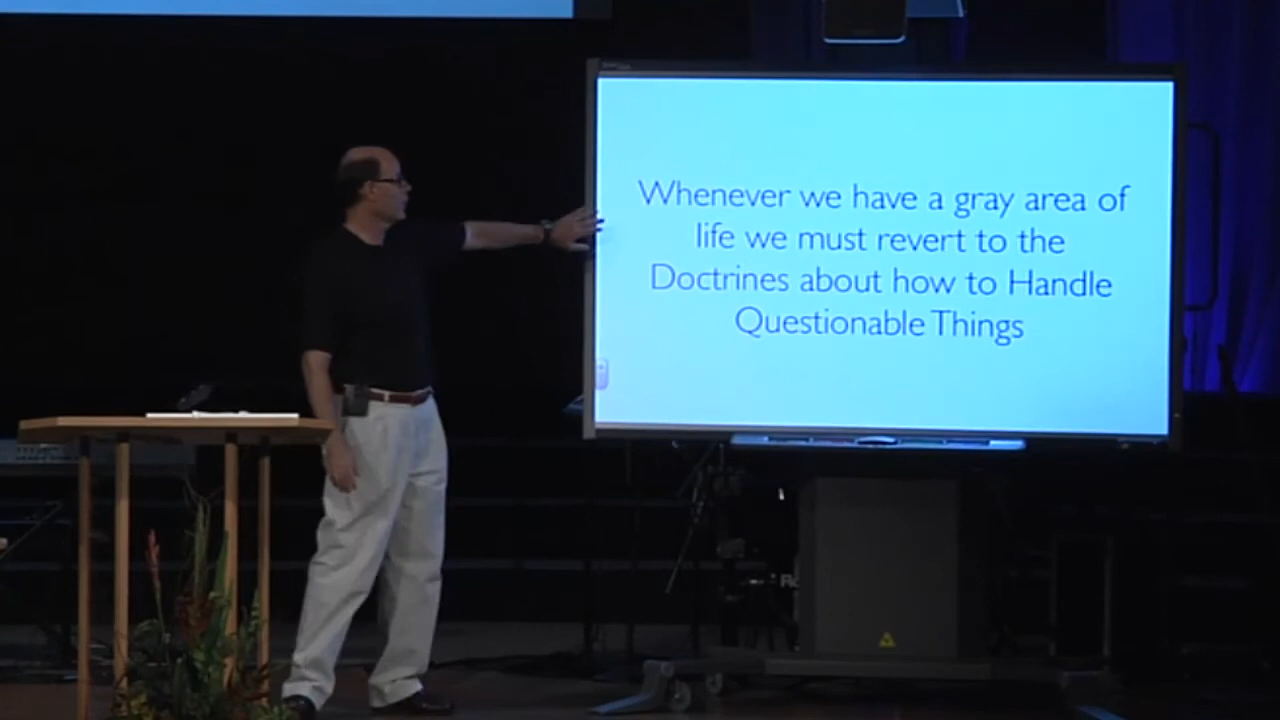 Whenever we have a gray area of
life we must revert to the
Doctrines about how to Handle
Questionable Things